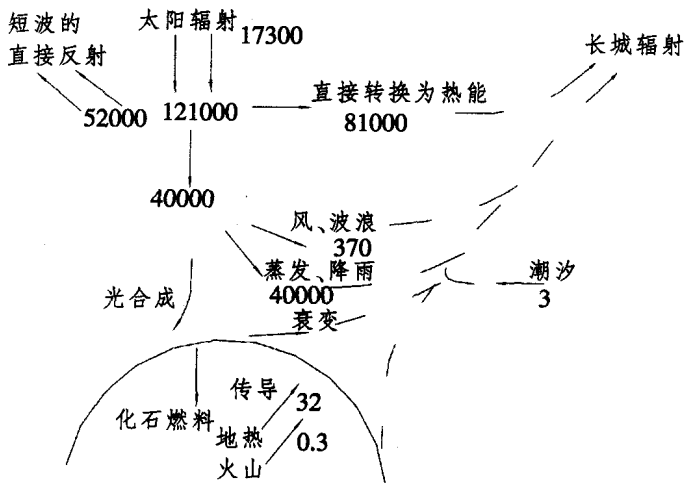 短波的
直接反射
太阳辐射
17300
长城辐射
52000
121000
直接转换为热能
81000
40000
风、波浪
370
蒸发、降雨
40000
潮汐
3
光合成
衰变
传导
32
化石燃料
地热
0.3
火山